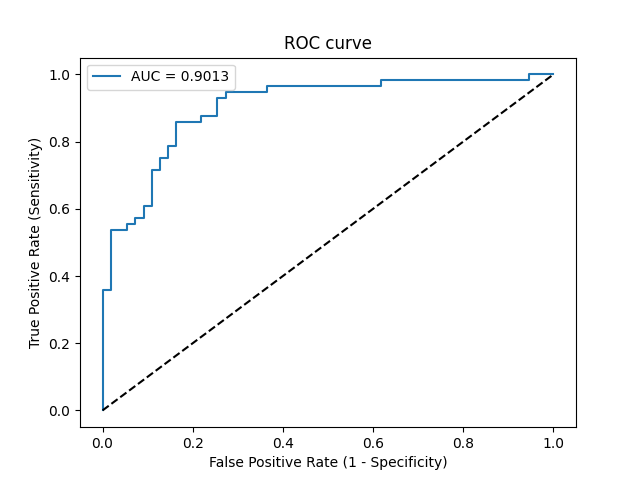 ROC curve
AUC = 0.9013
True Positive Rate (Sensitivity)
1.0
0.8
0.6
0.4
0.2
0.0
0.0 0.2 0.4 0.6 0.8 1.0
False Positive Rate (1 - Specificity)